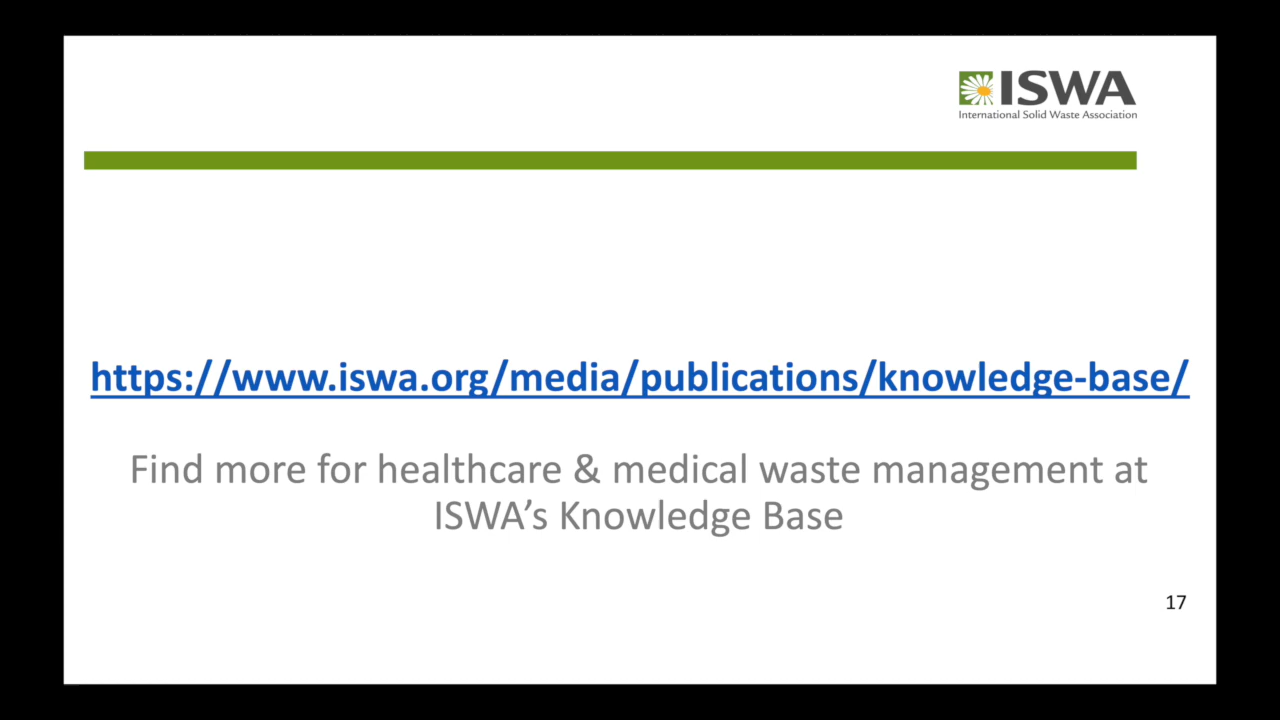 ISWA
International Solid Waste Association
https://www.iswa.org/media/publications/knowledge-base/
Find more for healthcare & medical waste management at
ISWA’s Knowledge Base
17